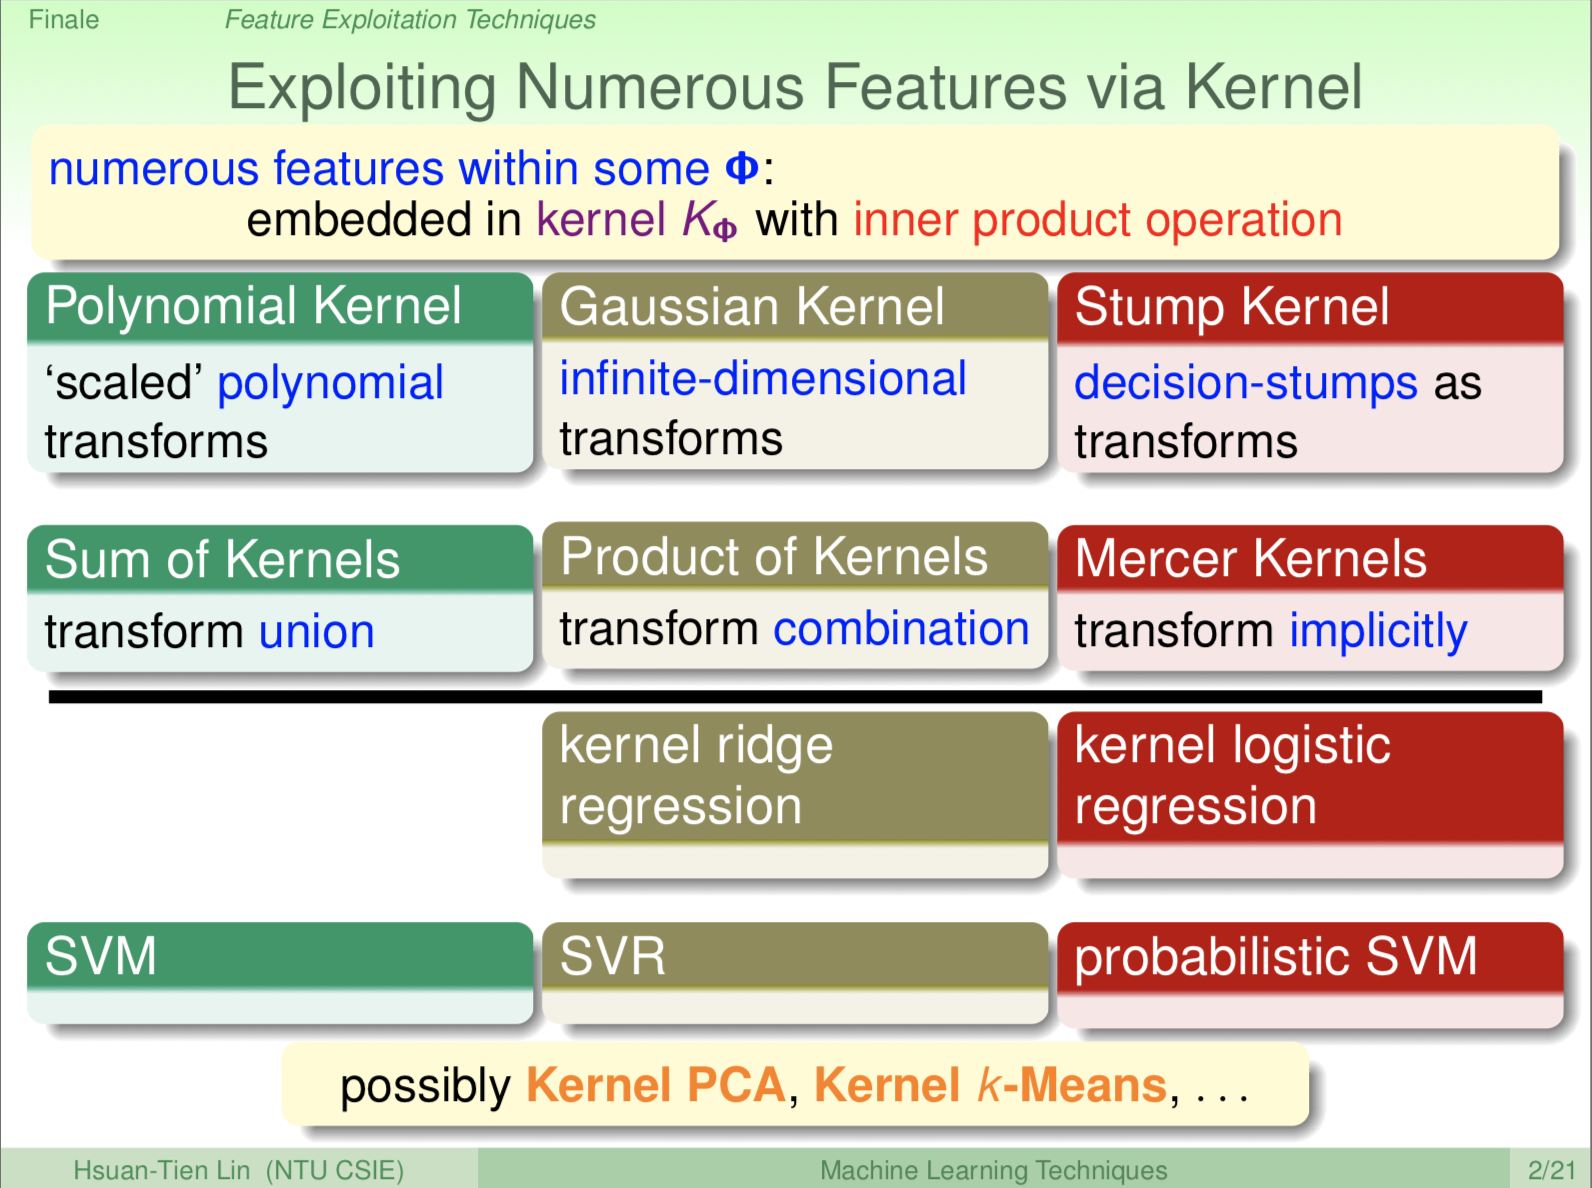 Finale
Feature Exploitation Techniques
Exploiting Numerous Features via Kernel
numerous features within some Φ:
embedded in kernel K_Φ with inner product operation
Polynomial Kernel
‘scaled’ polynomial
transforms
Gaussian Kernel
infinite-dimensional
transforms
Stump Kernel
decision-stumps as
transforms
Sum of Kernels
transform union
Product of Kernels
transform combination
Mercer Kernels
transform implicitly
kernel ridge
regression
kernel logistic
regression
SVM
SVR
probabilistic SVM
possibly Kernel PCA, Kernel k-Means, . . .
Hsuan-Tien Lin (NTU CSIE)
Machine Learning Techniques
2/21